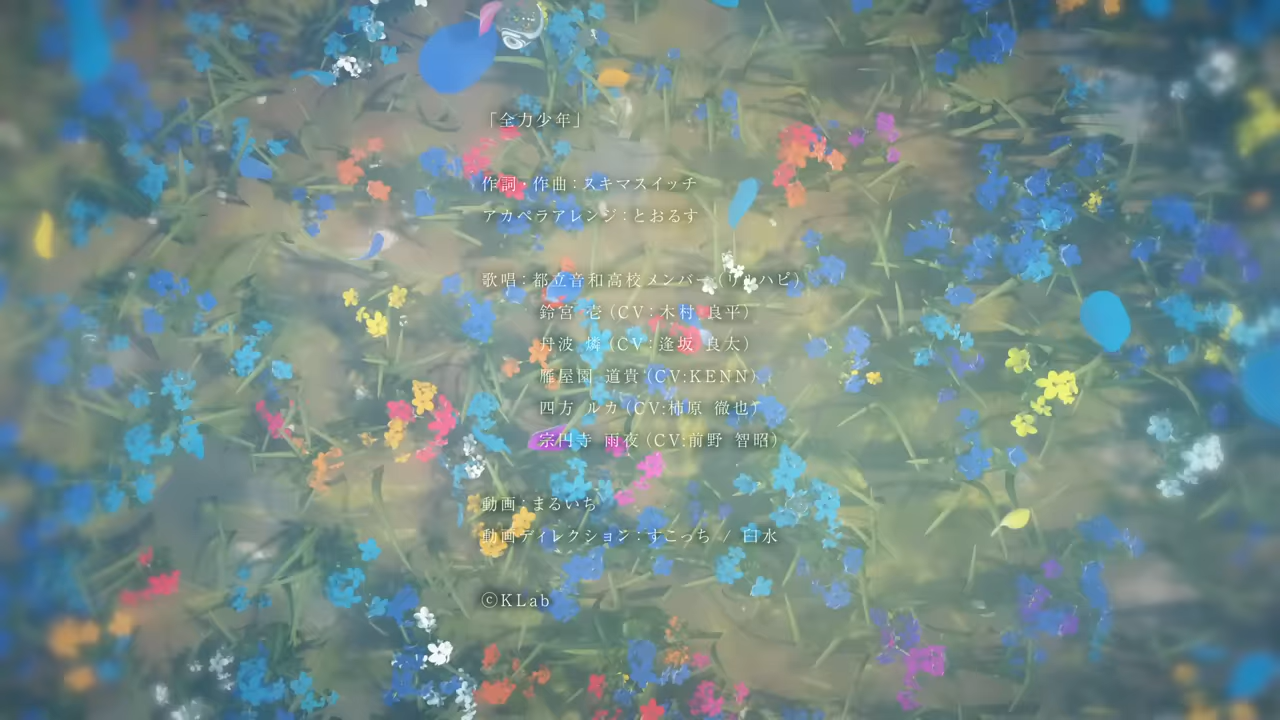 「全力少年」
作詞・作曲：スキマスイッチ
アカペラアレンジ：とおるす
歌唱：都立音和高校メンバー（リルハピ）
鈴宮 壱（CV：木村 良平）
丹波 燐（CV：逢坂 良太）
雁屋園 道貴（CV:KENN）
四方 ルカ（CV:柿原 徹也）
宗円寺 雨夜（CV:前野 智昭）
動画：まるいち
動画ディレクション：すこっち / 臼水
©KLab